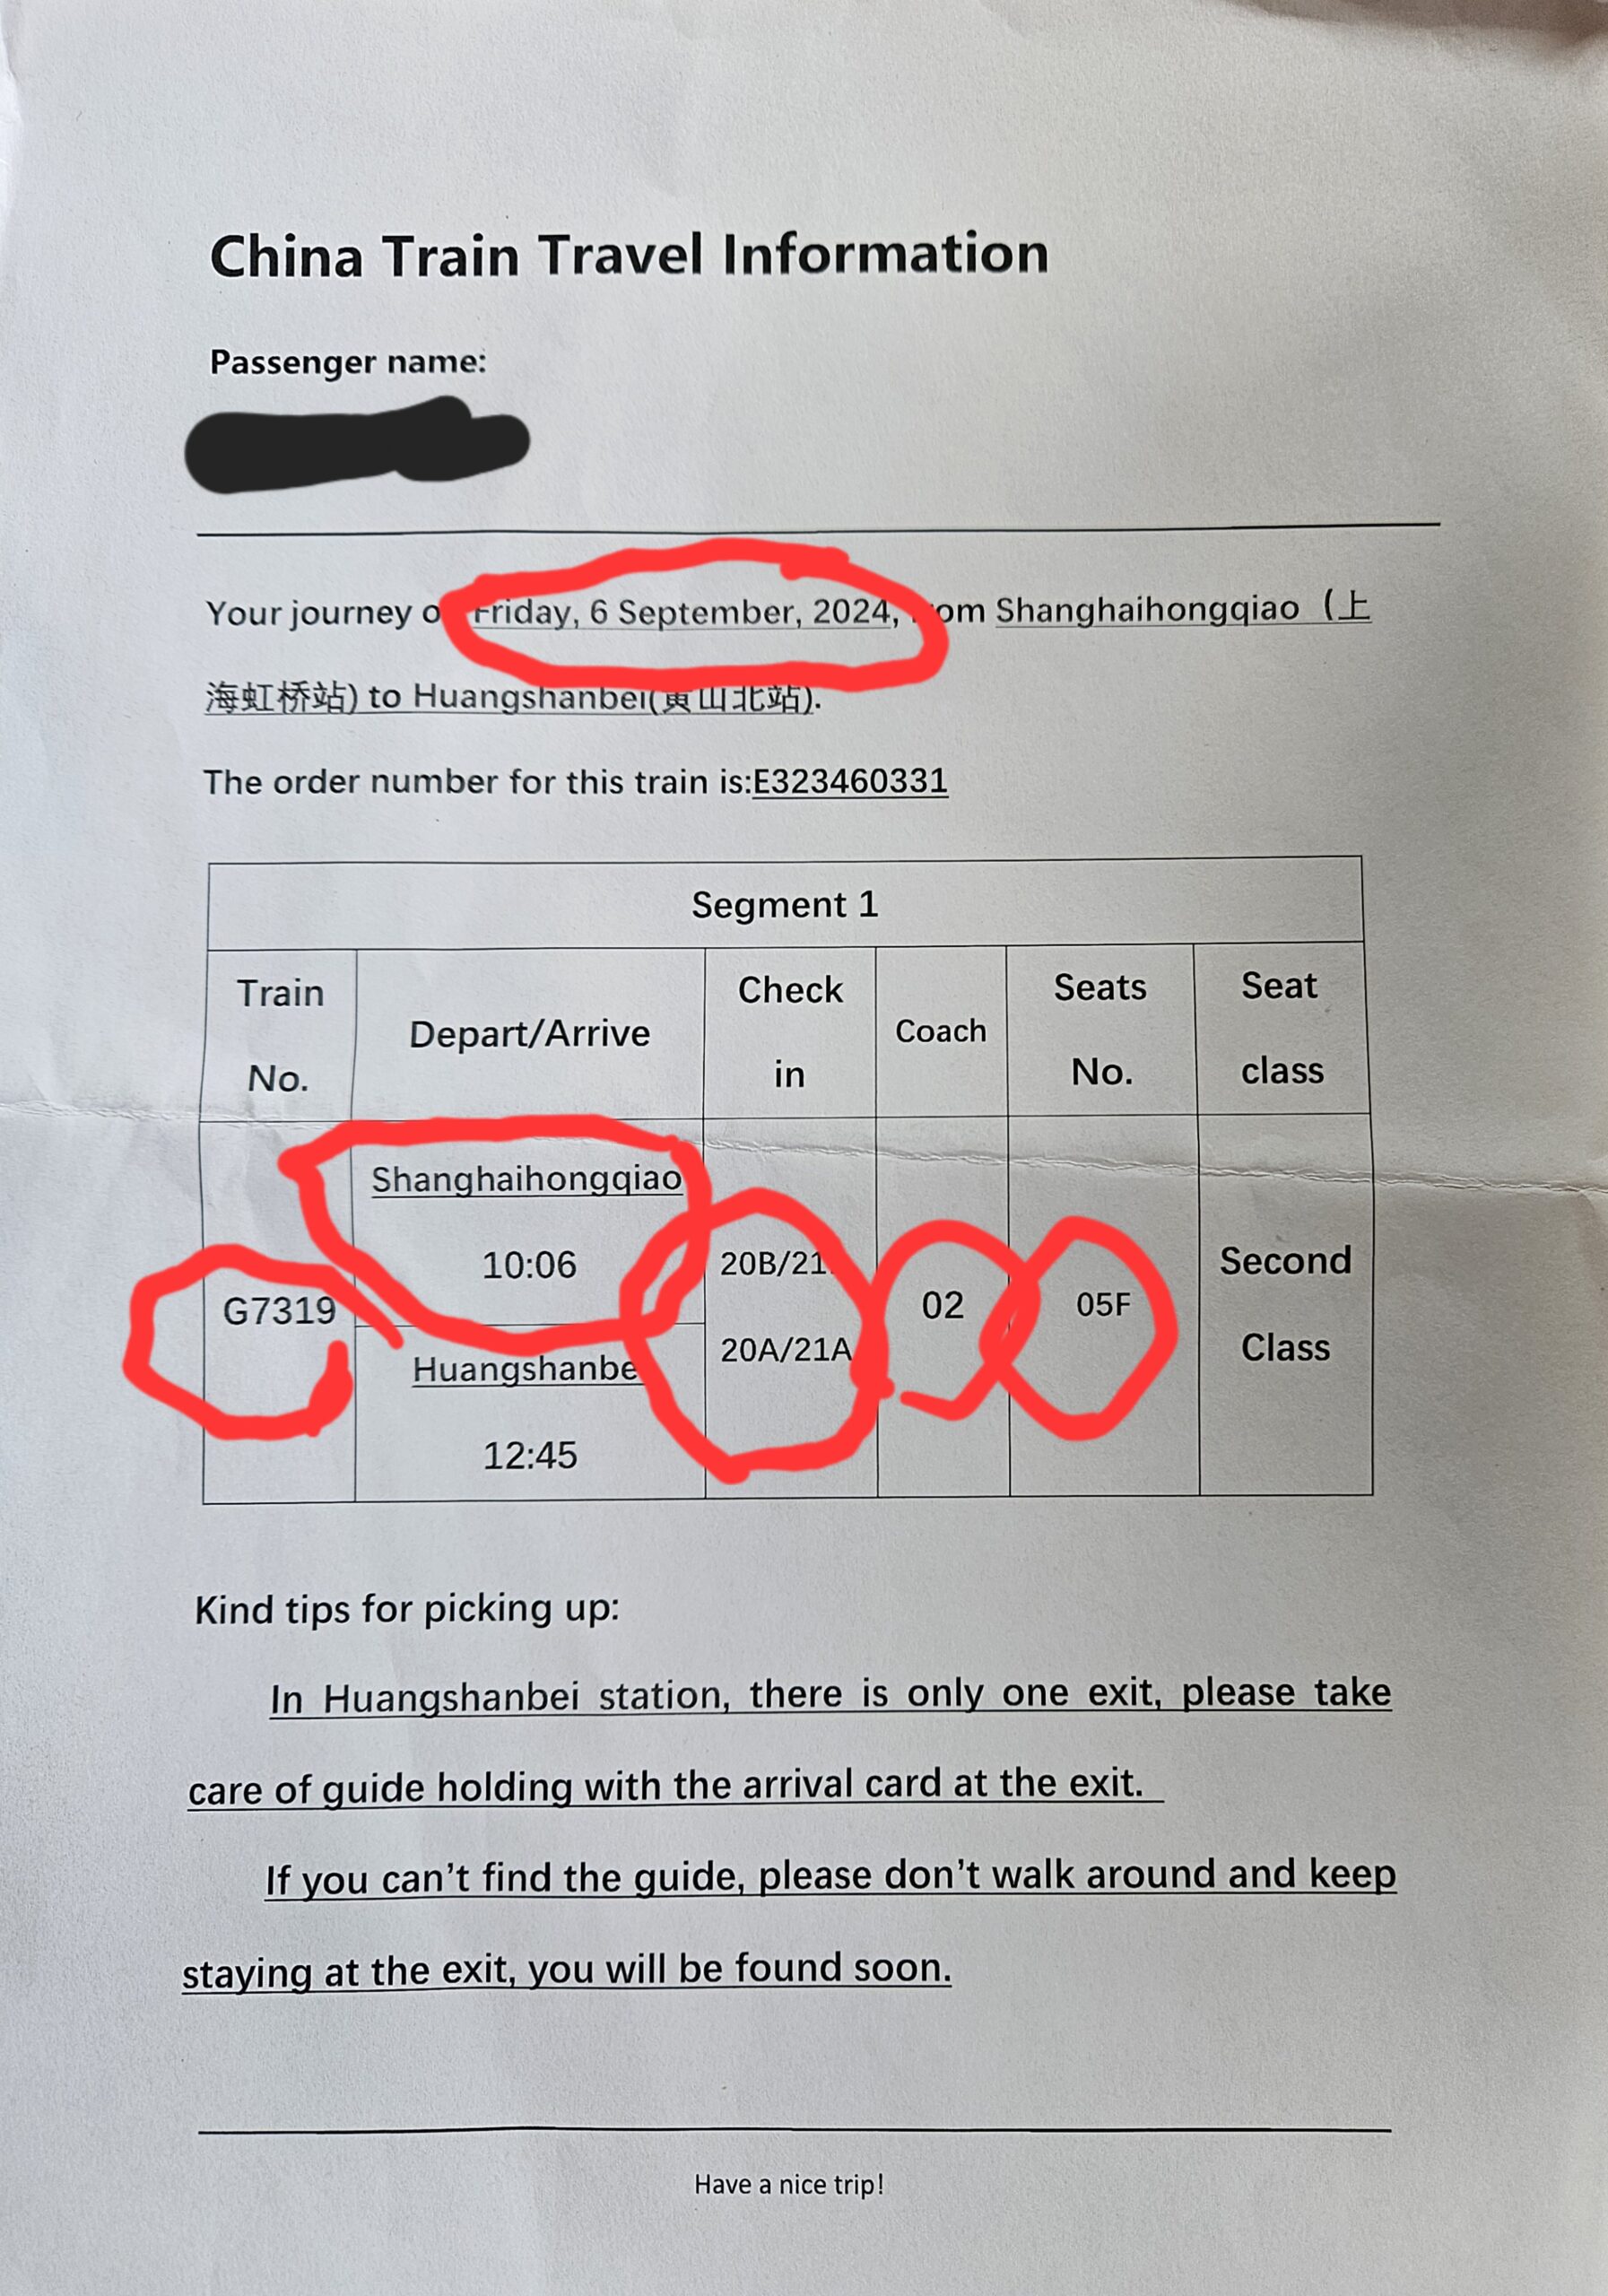 China Train Travel Information
Passenger name:
Your journey o Friday, 6 September, 2024, om Shanghaihongqiao (上
海虹桥站) to Huangshanbei(黄山北站).
The order number for this train is:E323460331
Segment 1
Train No.
Depart/Arrive
Check in
Coach
Seats No.
Seat class
G7319
Shanghaihongqiao
10:06
Huangshanbe
12:45
20B/21
20A/21A
02
05F
Second
Class
Kind tips for picking up:
In Huangshanbei station, there is only one exit, please take
care of guide holding with the arrival card at the exit.
If you can’t find the guide, please don’t walk around and keep
staying at the exit, you will be found soon.
Have a nice trip!